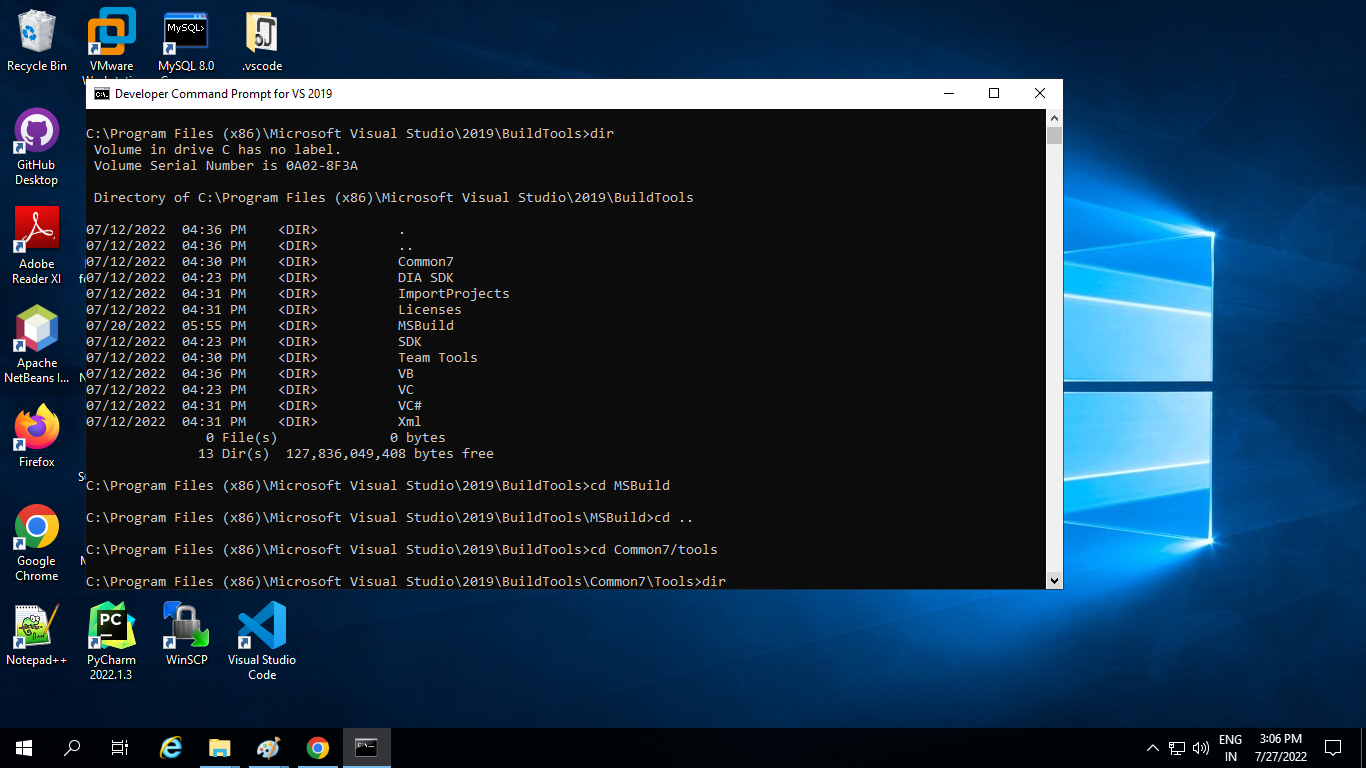 Recycle Bin
VMware
MySQL>
MySQL 8.0
.vscode
Developer Command Prompt for VS 2019
C:\Program Files (x86)\Microsoft Visual Studio\2019\BuildTools>dir
Volume in drive C has no label.
Volume Serial Number is 0A02-8F3A
Directory of C:\Program Files (x86)\Microsoft Visual Studio\2019\BuildTools
07/12/2022  04:36 PM    <DIR>          .
07/12/2022  04:36 PM    <DIR>          ..
07/12/2022  04:30 PM    <DIR>          Common7
07/12/2022  04:23 PM    <DIR>          DIA SDK
07/12/2022  04:31 PM    <DIR>          ImportProjects
07/12/2022  04:31 PM    <DIR>          Licenses
07/20/2022  05:55 PM    <DIR>          MSBuild
07/12/2022  04:23 PM    <DIR>          SDK
07/12/2022  04:30 PM    <DIR>          Team Tools
07/12/2022  04:36 PM    <DIR>          VB
07/12/2022  04:23 PM    <DIR>          VC
07/12/2022  04:31 PM    <DIR>          VC#
07/12/2022  04:31 PM    <DIR>          Xml
0 File(s)              0 bytes
13 Dir(s)  127,836,049,408 bytes free
C:\Program Files (x86)\Microsoft Visual Studio\2019\BuildTools>cd MSBuild
C:\Program Files (x86)\Microsoft Visual Studio\2019\BuildTools\MSBuild>cd ..
C:\Program Files (x86)\Microsoft Visual Studio\2019\BuildTools>cd Common7/tools
C:\Program Files (x86)\Microsoft Visual Studio\2019\BuildTools\Common7\Tools>dir
GitHub
Desktop
Adobe
Reader XI
Apache
NetBeans I...
Firefox
Google
Chrome
Notepad++
PC
PyCharm
2022.1.3
WinSCP
Visual Studio
Code
ENG
IN
3:06 PM
7/27/2022